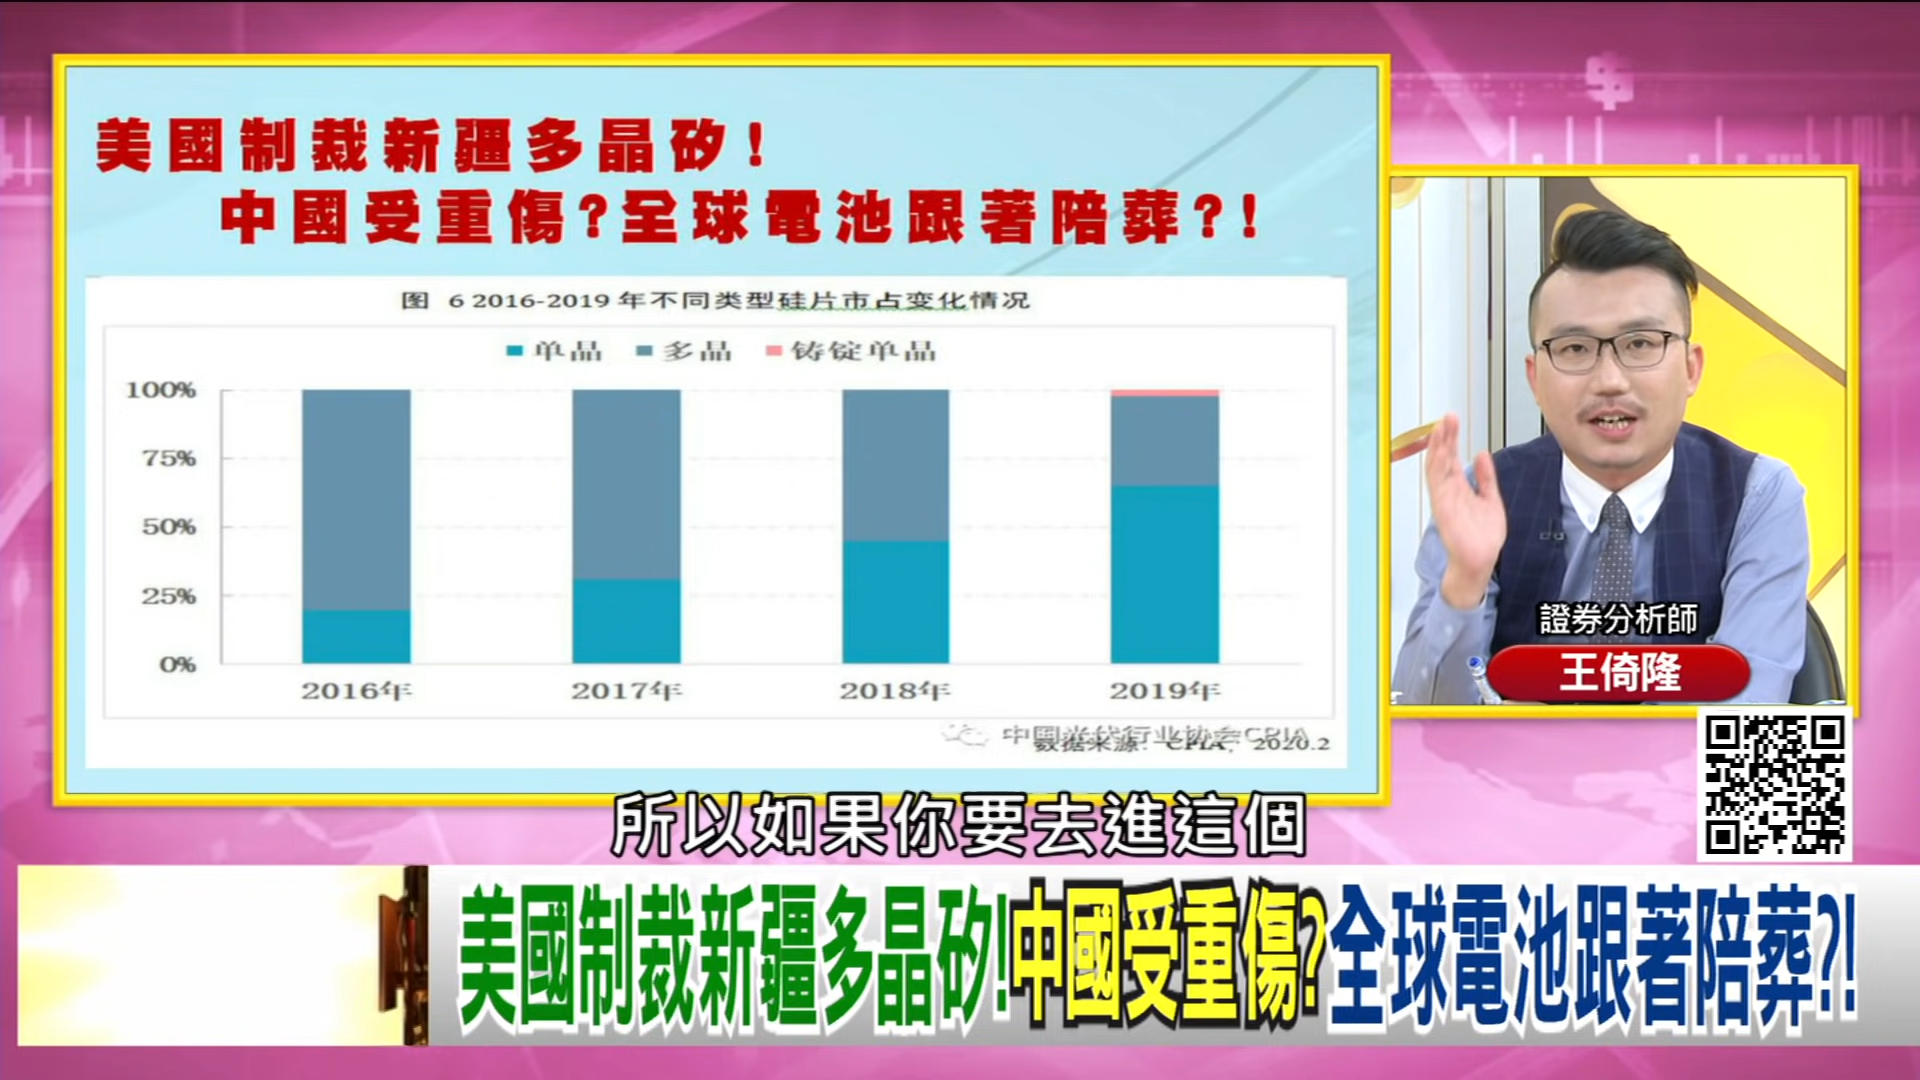 美國制裁新疆多晶矽!
中國受重傷?全球電池跟著陪葬?!
图 6 2016-2019 年不同类型硅片市占变化情况
单晶 多晶 铸锭单晶
100%
75%
50%
25%
0%
2016年 2017年 2018年 2019年
中国光伏行业协会CPIA
数据来源: CPIA, 2020.2
證券分析師
王倚隆
所以如果你要去進這個
美國制裁新疆多晶矽!中國受重傷?全球電池跟著陪葬?!